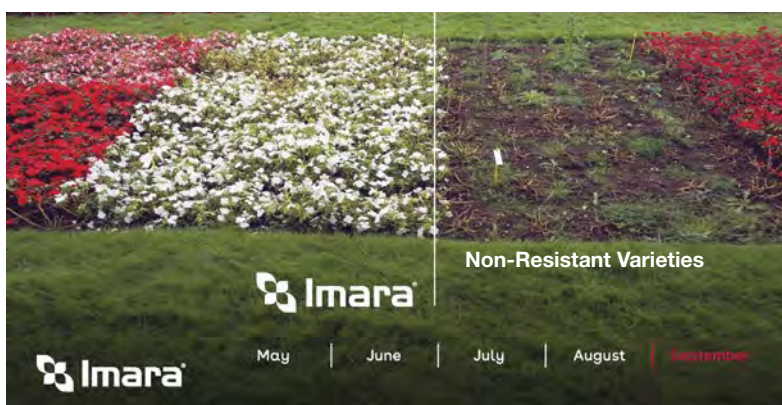 Non-Resistant Varieties
Imara®
May | June | July | August | September
Imara®